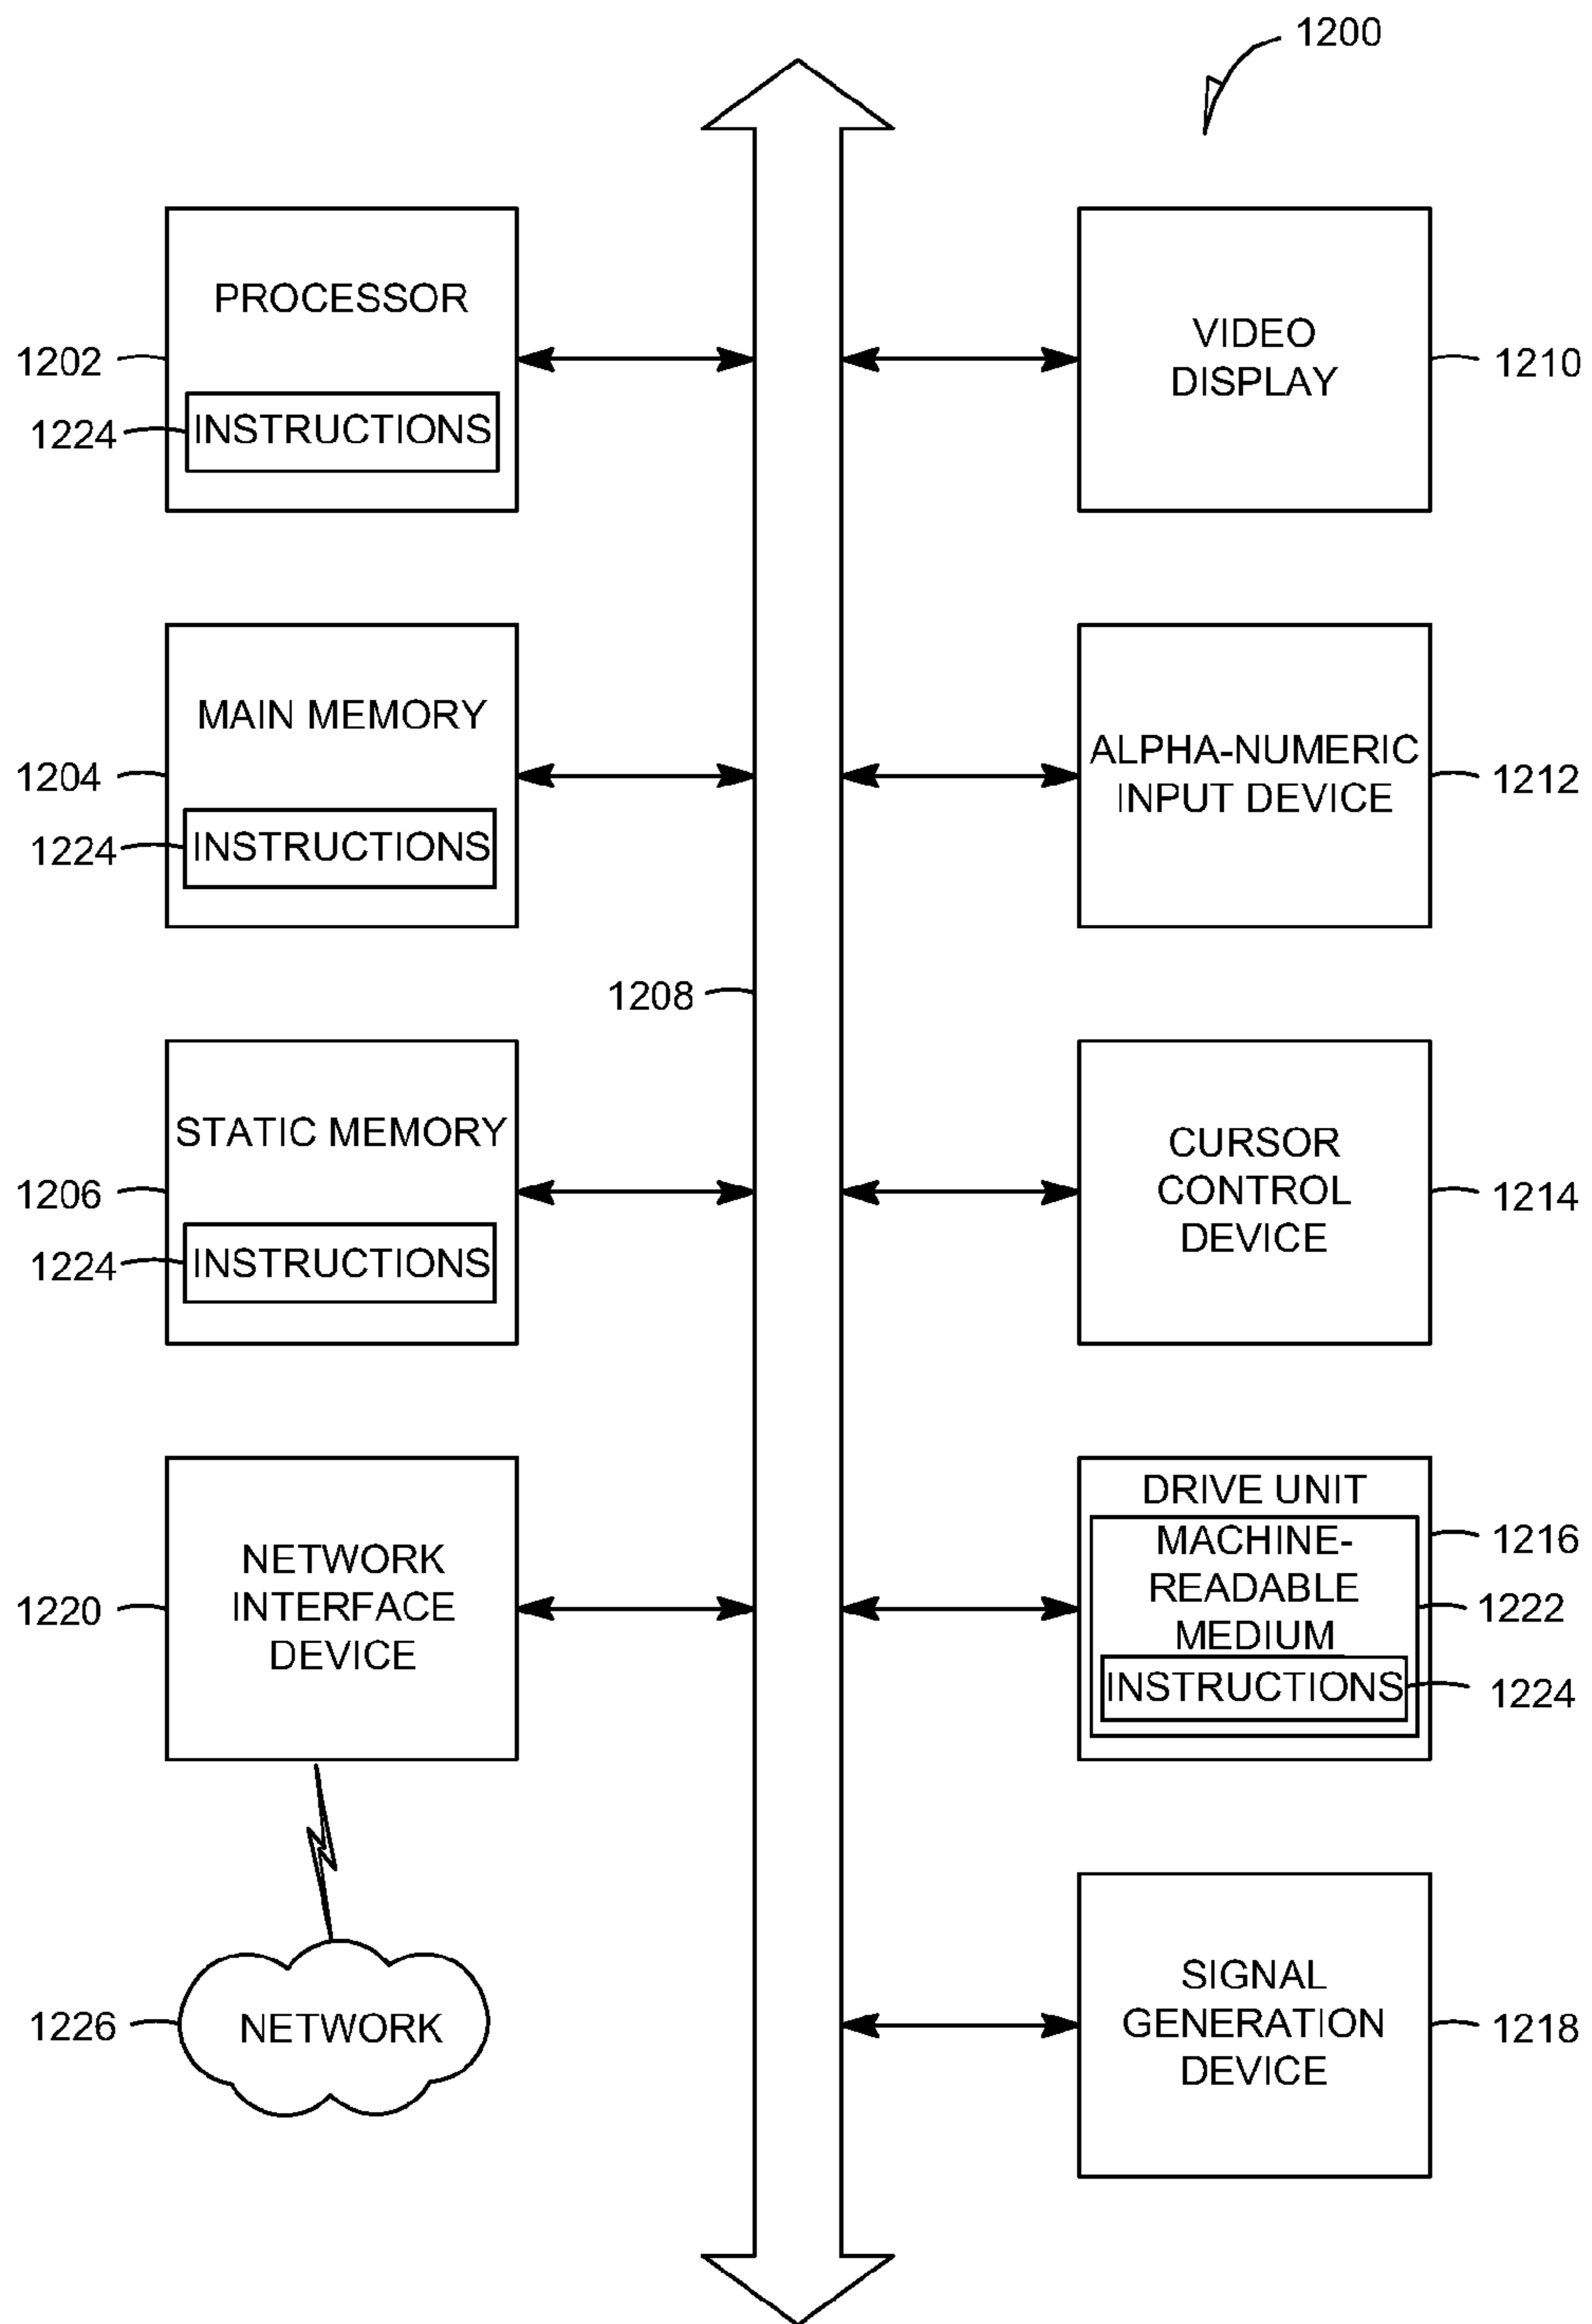 1200
PROCESSOR
1202
1224
INSTRUCTIONS
MAIN MEMORY
1204
1224
INSTRUCTIONS
1208
STATIC MEMORY
1206
1224
INSTRUCTIONS
NETWORK
INTERFACE
DEVICE
1220
1226
NETWORK
VIDEO
DISPLAY
1210
ALPHA-NUMERIC
INPUT DEVICE
1212
CURSOR
CONTROL
DEVICE
1214
DRIVE UNIT
1216
MACHINE-
READABLE
MEDIUM
1222
INSTRUCTIONS
1224
SIGNAL
GENERATION
DEVICE
1218